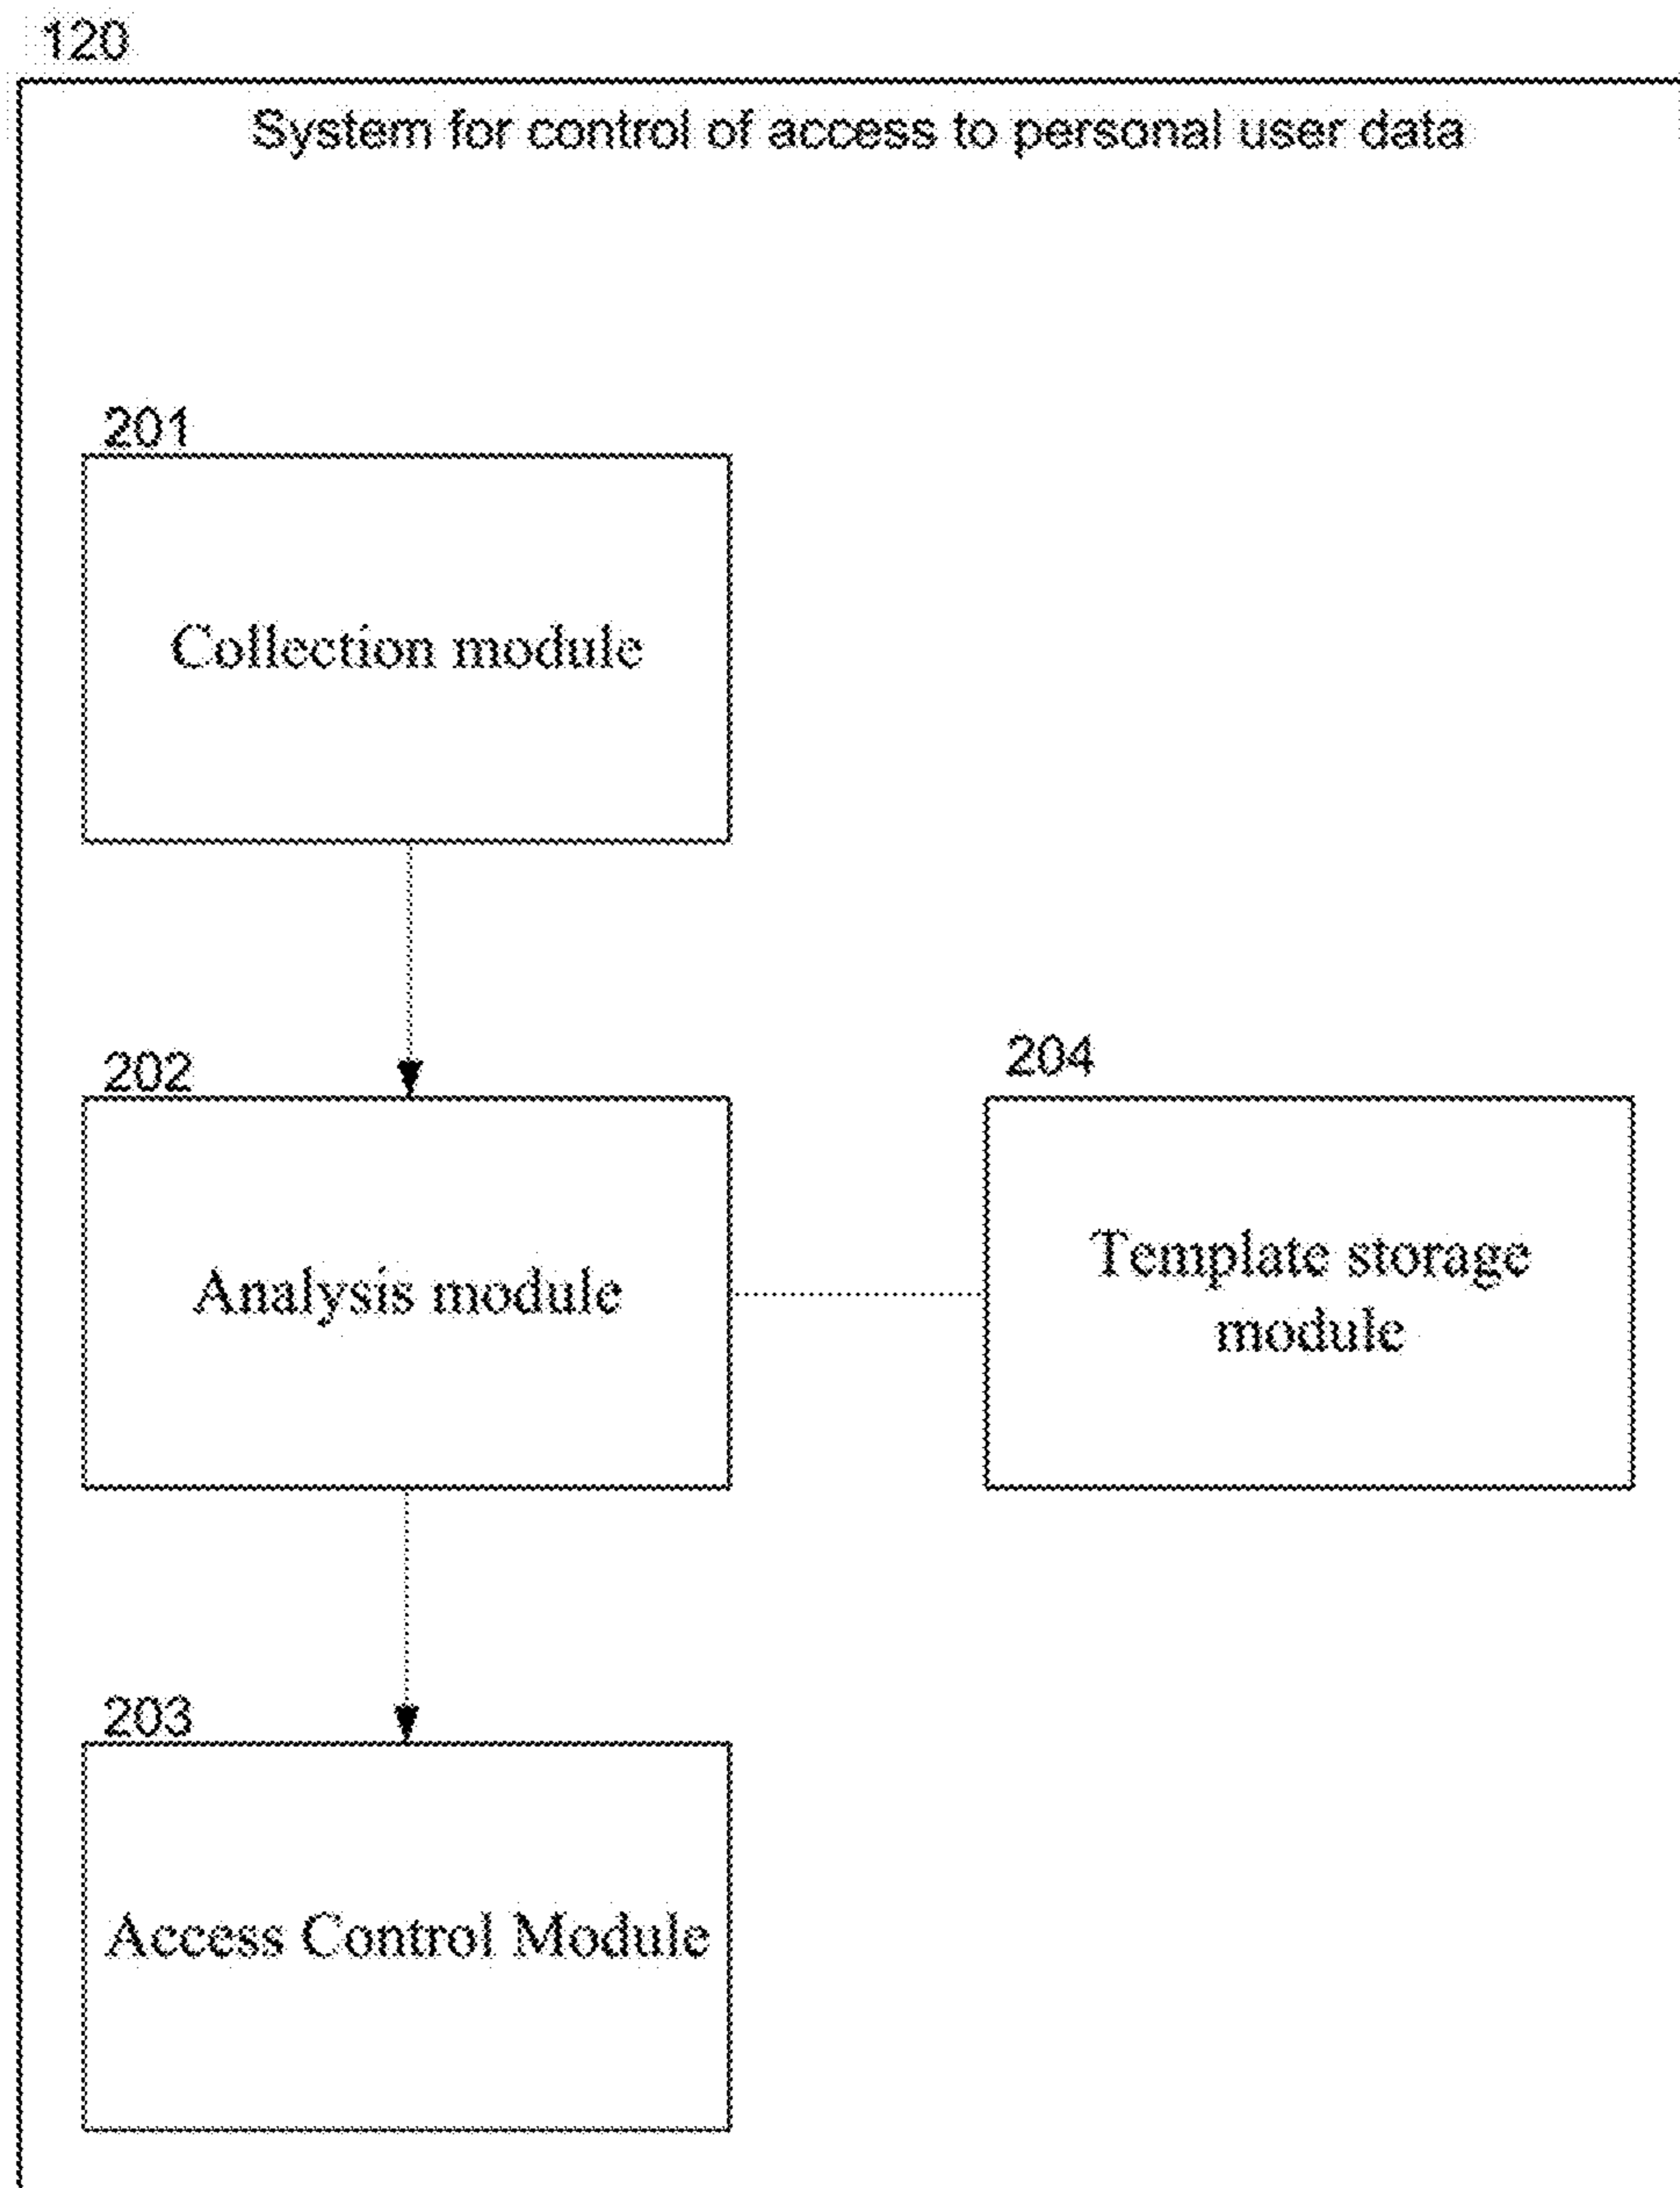 120
System for control of access to personal user data
201
Collection module
202
Analysis module
204
Template storage
module
203
Access Control Module